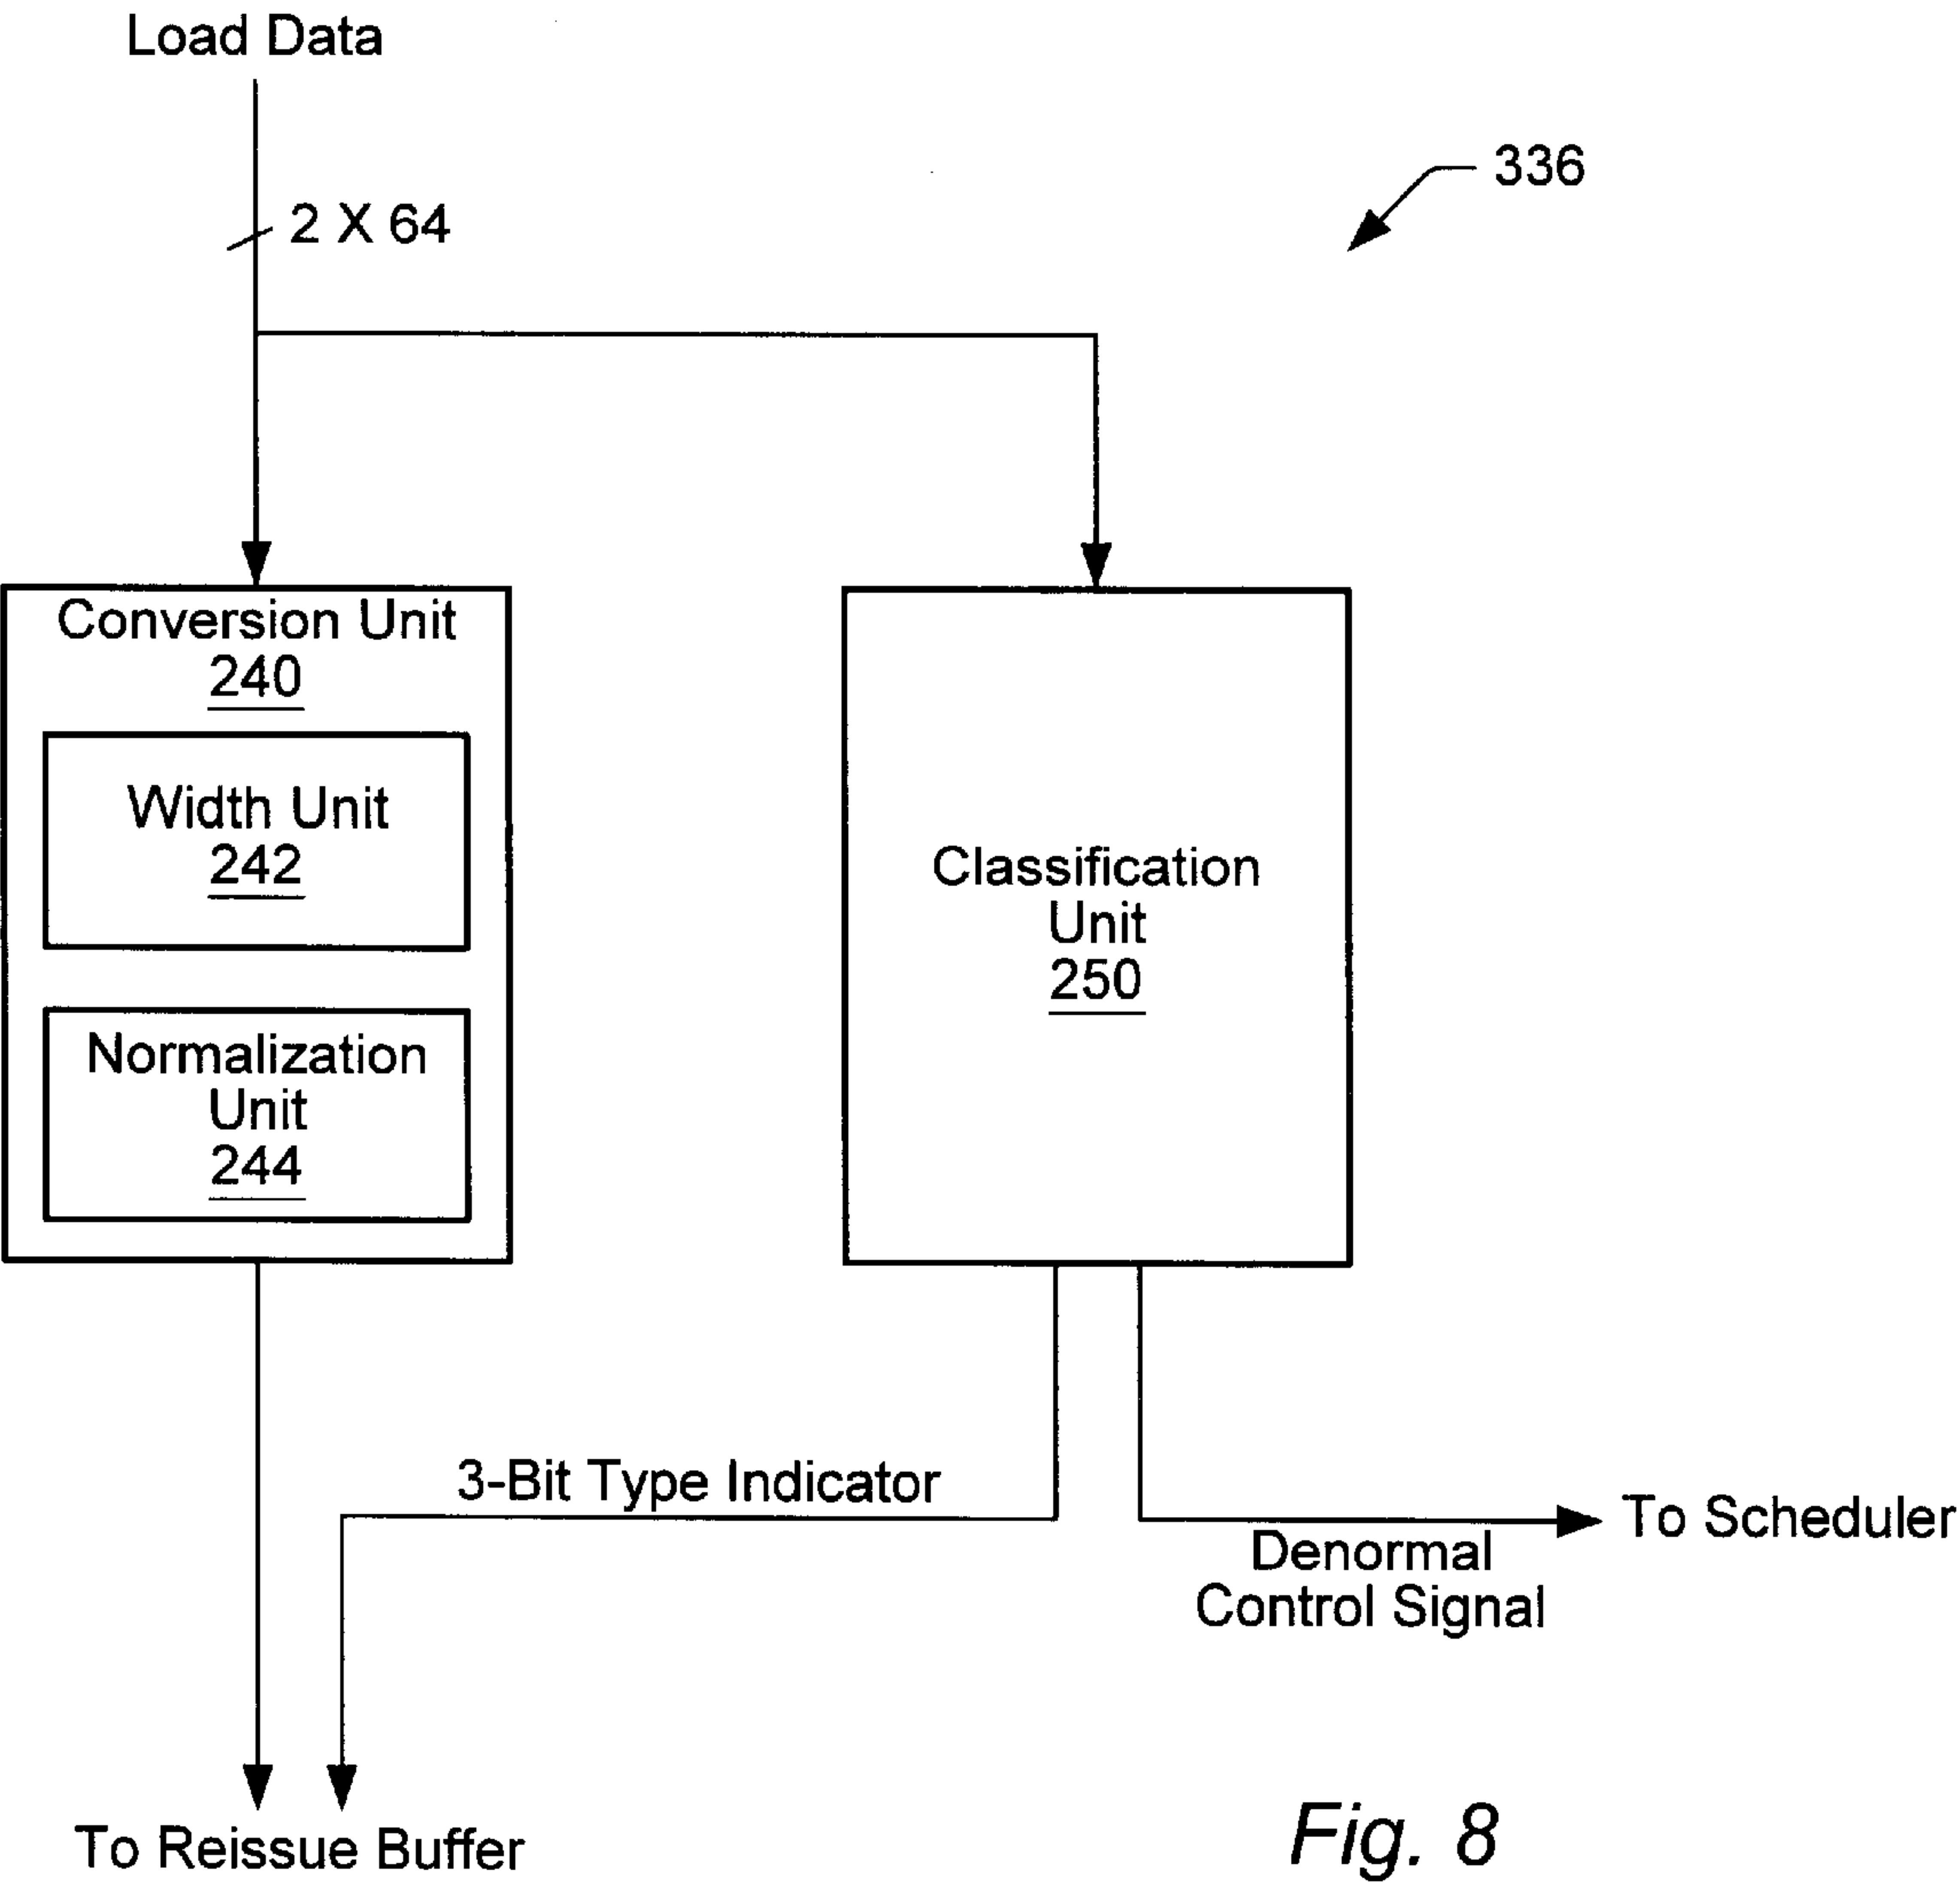 Load Data
2 X 64
336
Conversion Unit
240
Width Unit
242
Normalization
Unit
244
Classification
Unit
250
3-Bit Type Indicator
To Scheduler
Denormal
Control Signal
To Reissue Buffer
Fig. 8